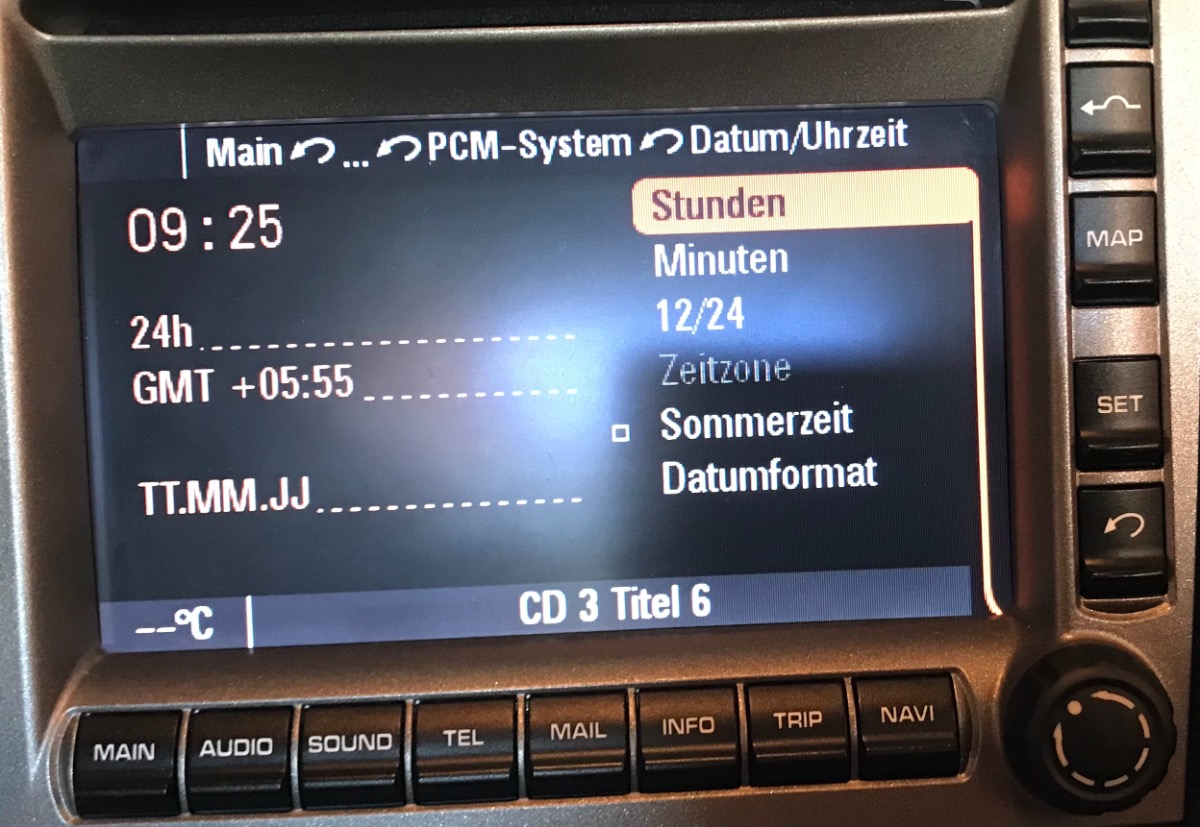 Main ... PCM-System Datum/Uhrzeit
09:25
Stunden
Minuten
24h
12/24
GMT +05:55
Zeitzone
Sommerzeit
TT.MM.JJ
Datumformat
--°C
CD 3 Titel 6
MAP
SET
MAIN
AUDIO
SOUND
TEL
MAIL
INFO
TRIP
NAVI